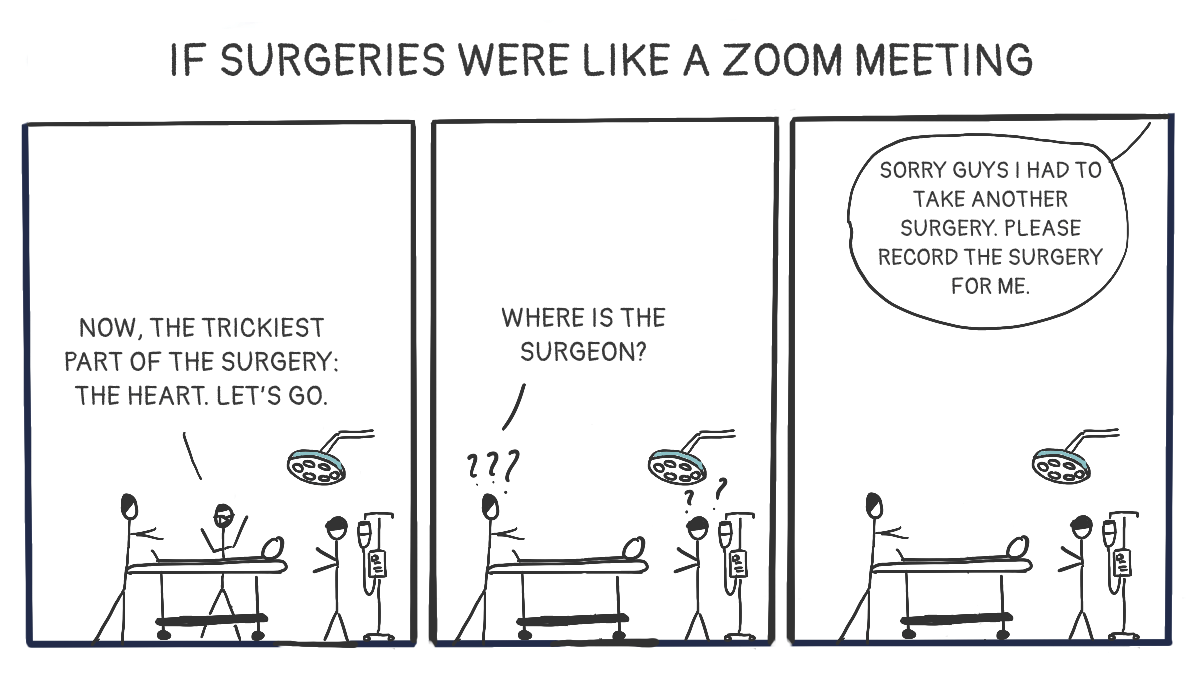 IF SURGERIES WERE LIKE A ZOOM MEETING
NOW, THE TRICKIEST
PART OF THE SURGERY:
THE HEART. LET'S GO.
WHERE IS THE
SURGEON?
???
? ?
SORRY GUYS I HAD TO
TAKE ANOTHER
SURGERY. PLEASE
RECORD THE SURGERY
FOR ME.